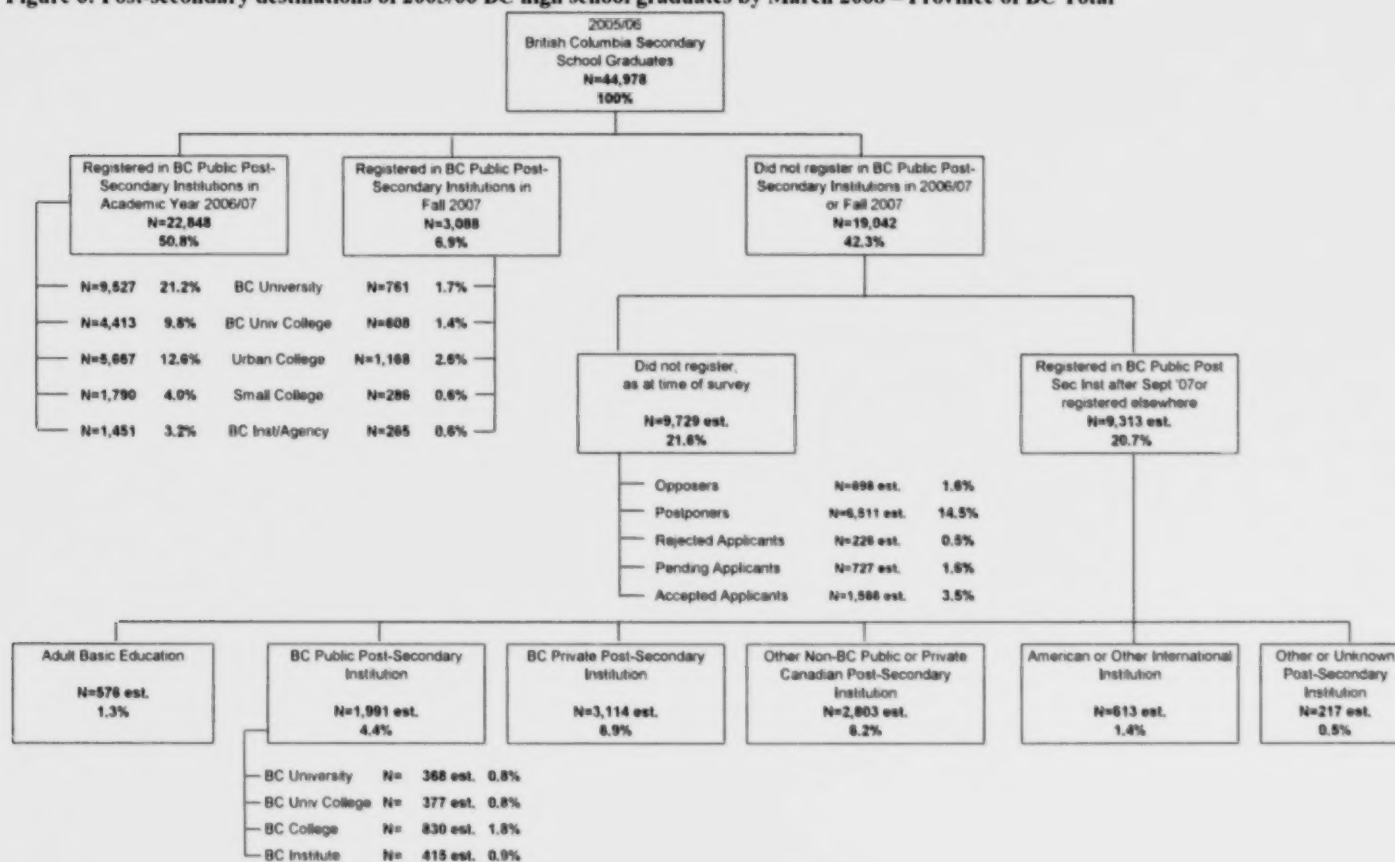 Figure 6. Post-secondary destinations of 2005/06 BC high school graduates by March 2008 – Province of BC Total
2005/06
British Columbia Secondary
School Graduates
N=44,978
100%
Registered in BC Public Post-
Secondary Institutions in
Academic Year 2006/07
N=22,848
50.8%
Registered in BC Public Post-
Secondary Institutions in
Fall 2007
N=3,088
6.9%
Did not register in BC Public Post-
Secondary Institutions in 2006/07
or Fall 2007
N=19,042
42.3%
N=9,527 21.2% BC University N=761 1.7%
N=4,413 9.8% BC Univ College N=608 1.4%
N=5,667 12.6% Urban College N=1,168 2.6%
N=1,790 4.0% Small College N=286 0.6%
N=1,451 3.2% BC Inst/Agency N=265 0.6%
Did not register,
as at time of survey
N=9,729 est.
21.6%
Registered in BC Public Post
Sec Inst after Sept '07or
registered elsewhere
N=9,313 est.
20.7%
Opposers N=698 est. 1.6%
Postponers N=6,511 est. 14.5%
Rejected Applicants N=226 est. 0.5%
Pending Applicants N=727 est. 1.6%
Accepted Applicants N=1,566 est. 3.5%
Adult Basic Education
N=576 est.
1.3%
BC Public Post-Secondary
Institution
N=1,991 est.
4.4%
BC Private Post-Secondary
Institution
N=3,114 est.
6.9%
Other Non-BC Public or Private
Canadian Post-Secondary
Institution
N=2,803 est.
6.2%
American or Other International
Institution
N=613 est.
1.4%
Other or Unknown
Post-Secondary
Institution
N=217 est.
0.5%
BC University N= 368 est. 0.8%
BC Univ College N= 377 est. 0.8%
BC College N= 830 est. 1.8%
BC Institute N= 415 est. 0.9%